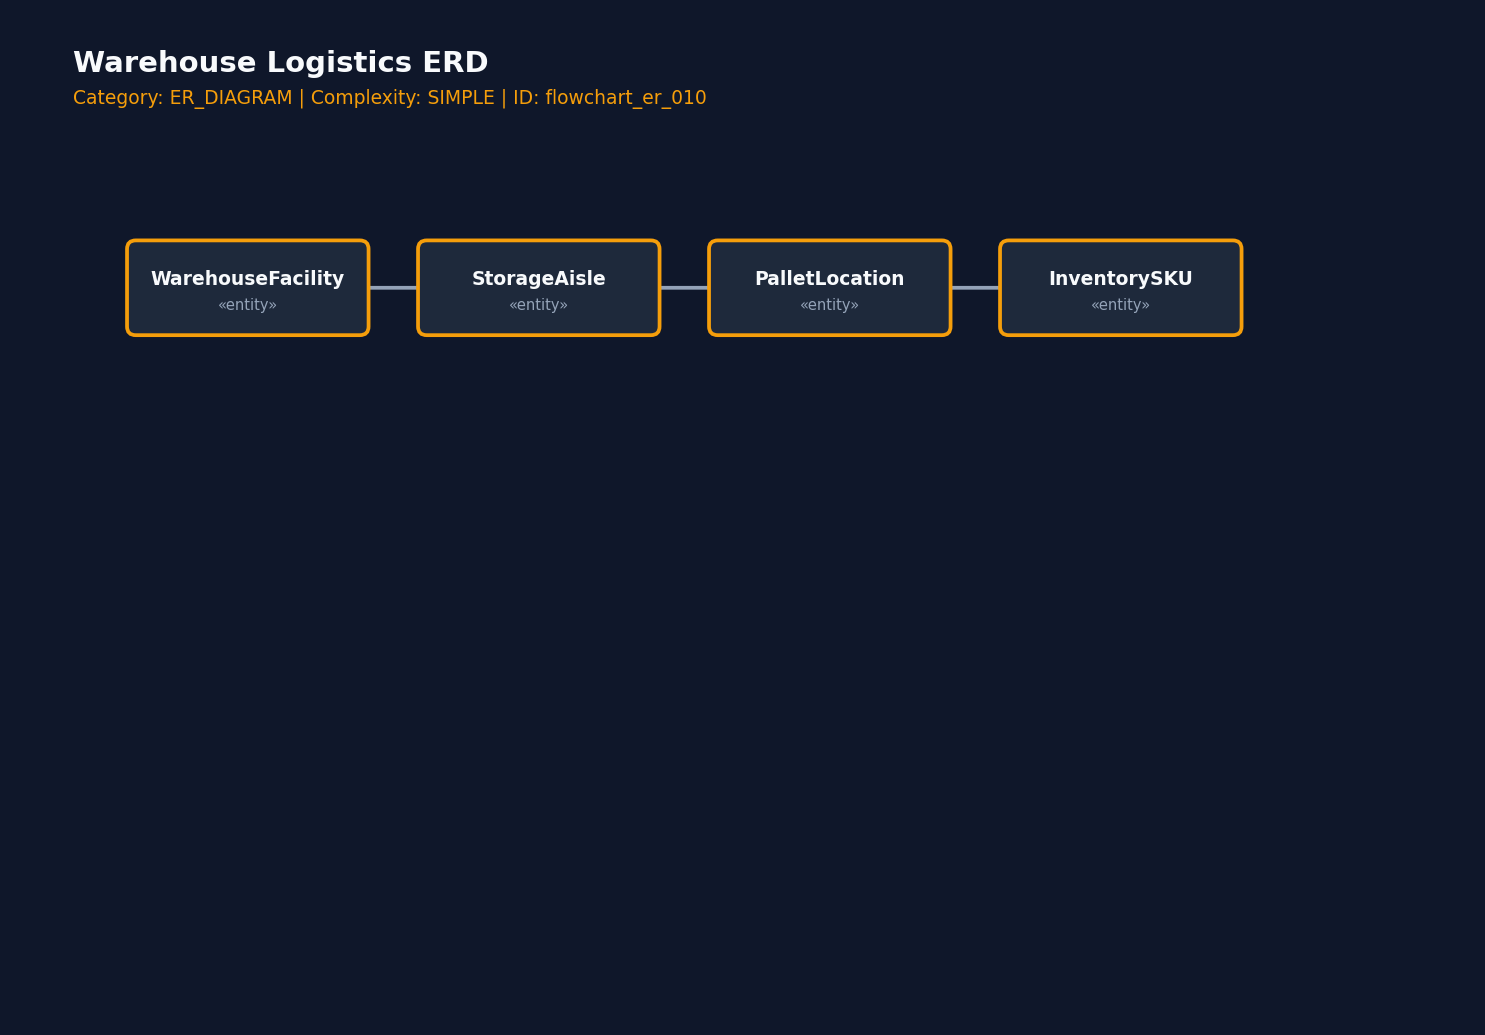 Warehouse Logistics ERD
Category: ER_DIAGRAM | Complexity: SIMPLE | ID: flowchart_er_010
WarehouseFacility
«entity»
StorageAisle
«entity»
PalletLocation
«entity»
InventorySKU
«entity»